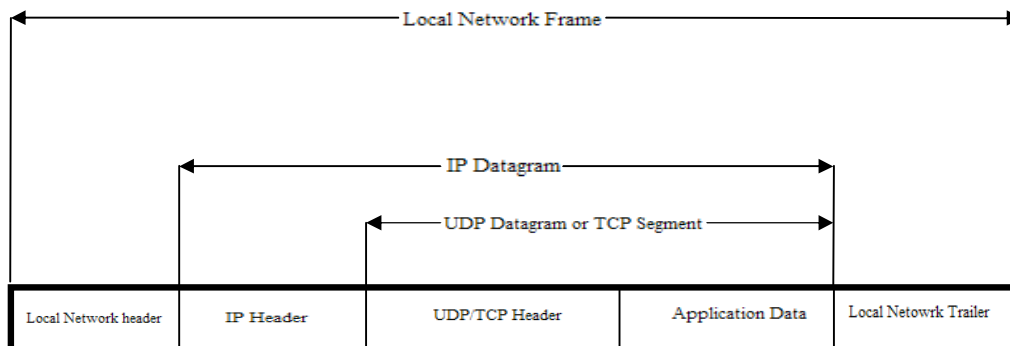 Local Network Frame
IP Datagram
UDP Datagram or TCP Segment
Local Network header
IP Header
UDP/TCP Header
Application Data
Local Netowrk Trailer